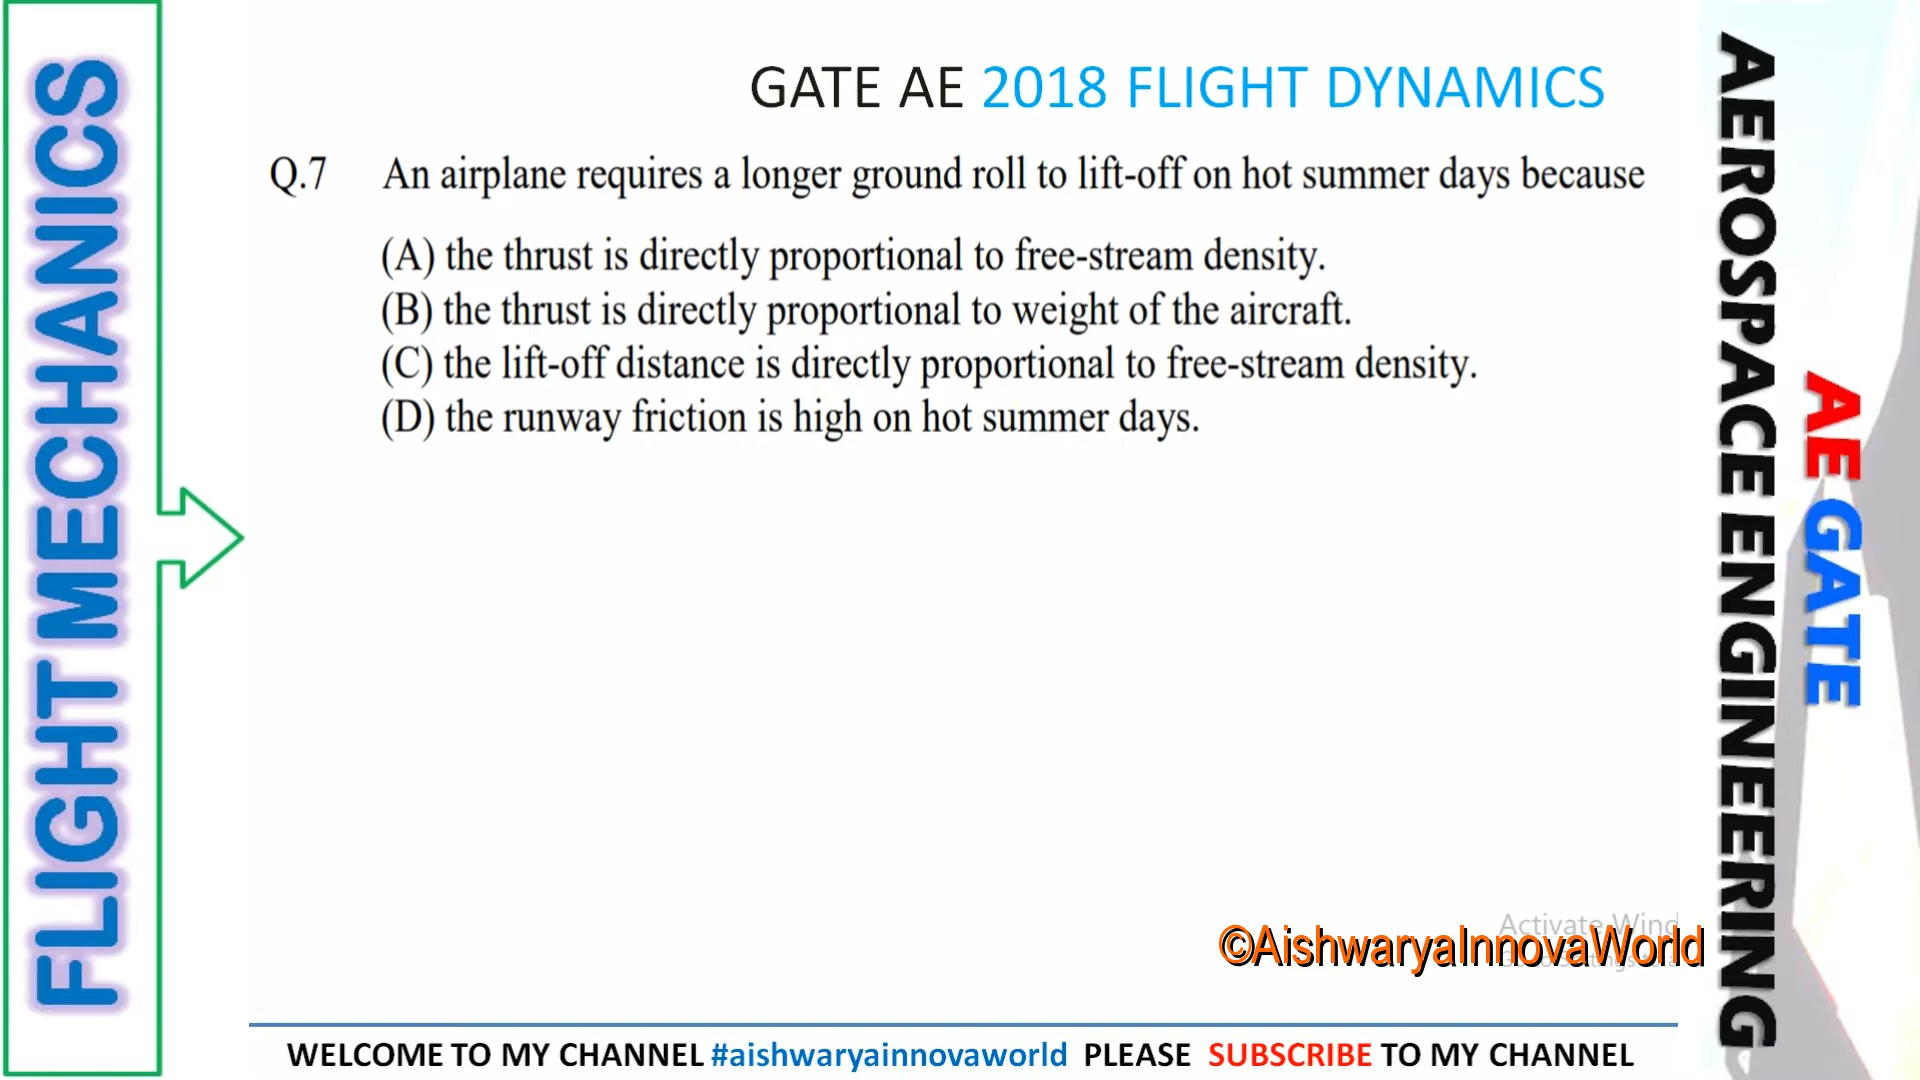 FLIGHT MECHANICS
GATE AE 2018 FLIGHT DYNAMICS
Q.7 An airplane requires a longer ground roll to lift-off on hot summer days because
(A) the thrust is directly proportional to free-stream density.
(B) the thrust is directly proportional to weight of the aircraft.
(C) the lift-off distance is directly proportional to free-stream density.
(D) the runway friction is high on hot summer days.
Activate Wind
©AishwaryaInnovaWorld
WELCOME TO MY CHANNEL #aishwaryainnovaworld PLEASE SUBSCRIBE TO MY CHANNEL
AEROSPACE ENGINEERING
AE GATE